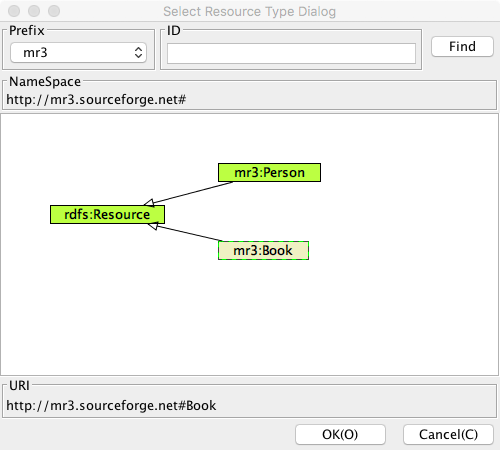 Select Resource Type Dialog
Prefix
ID
mr3
Find
NameSpace
http://mr3.sourceforge.net#
mr3:Person
rdfs:Resource
mr3:Book
URI
http://mr3.sourceforge.net#Book
OK(O)
Cancel(C)